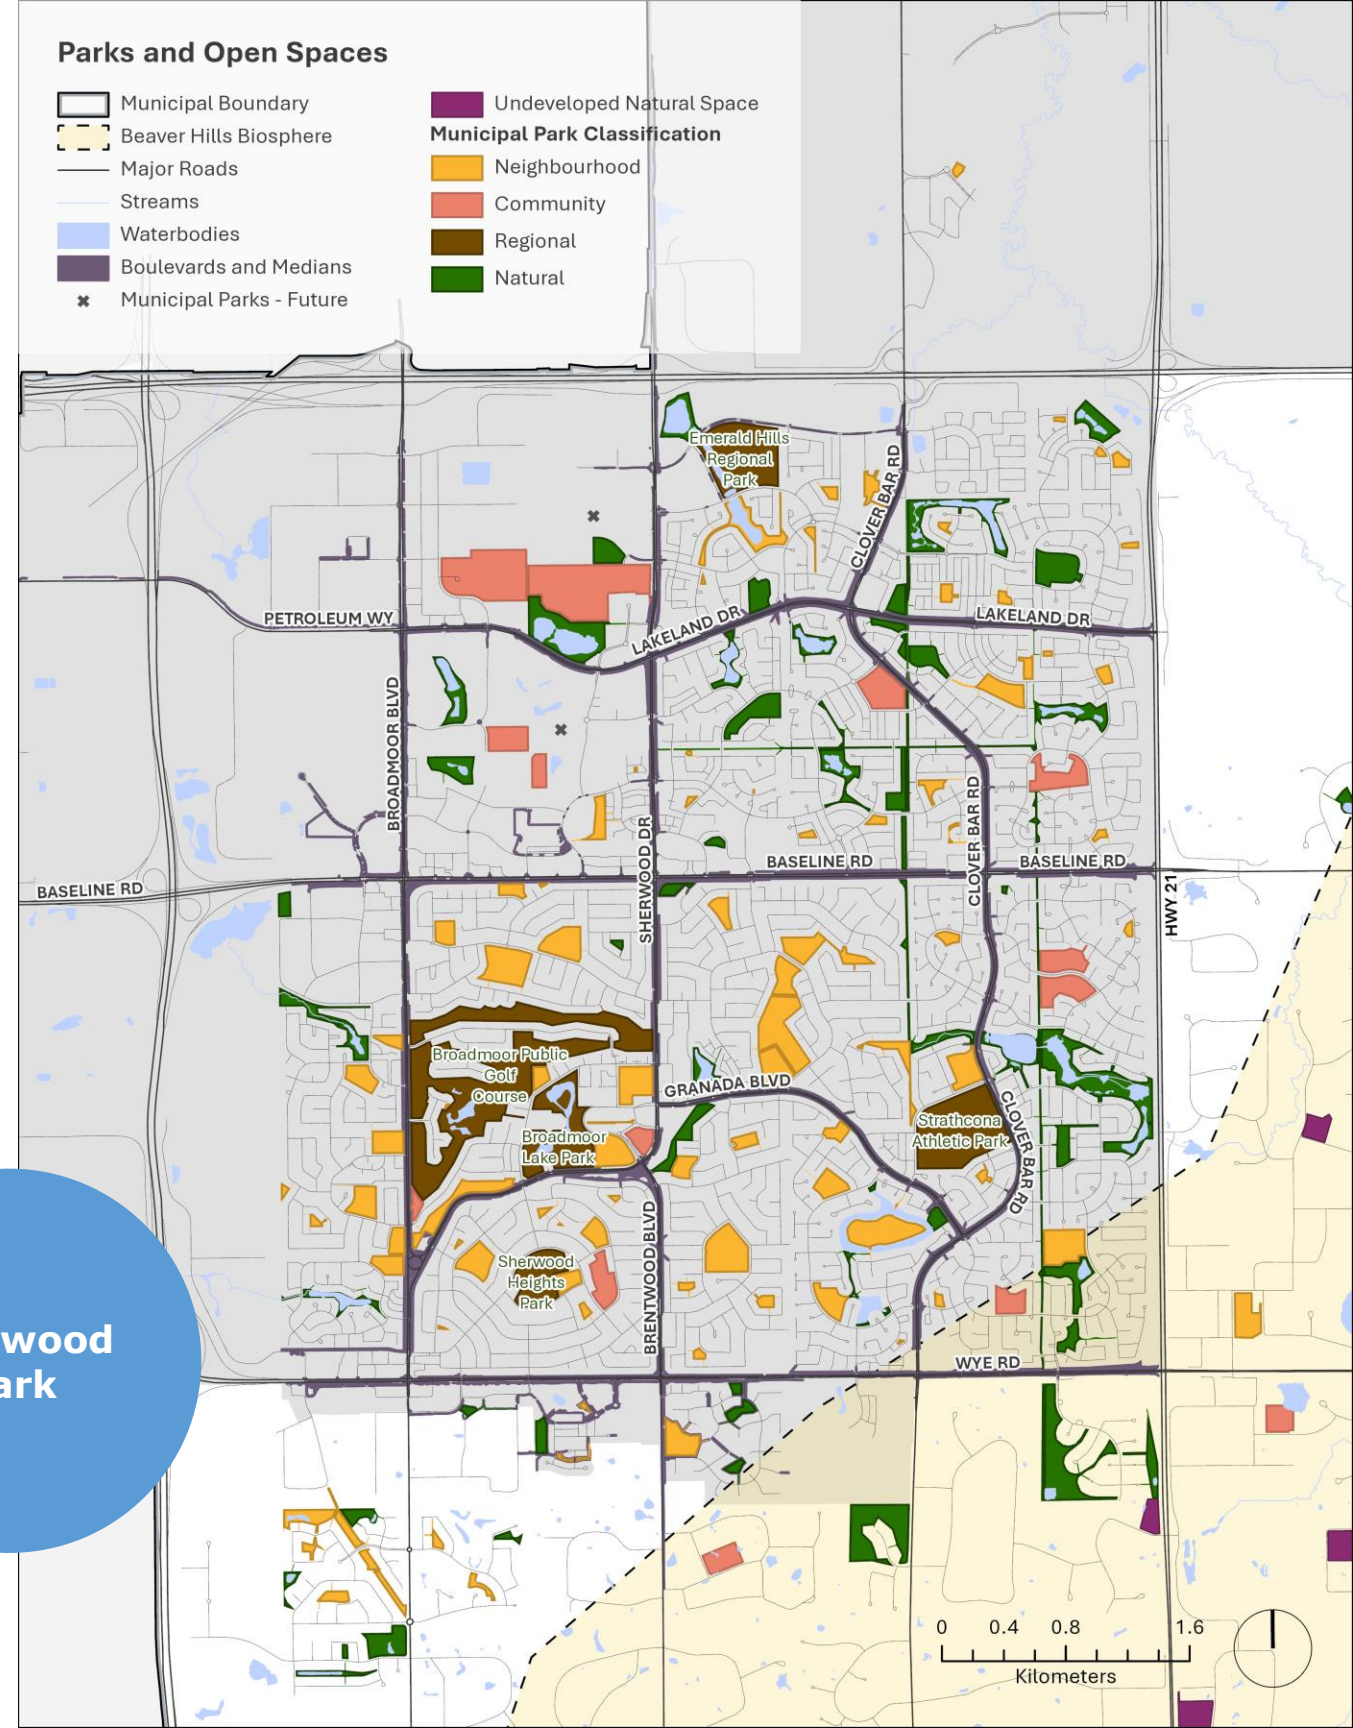 Parks and Open Spaces
Municipal Boundary
Beaver Hills Biosphere
Major Roads
Streams
Waterbodies
Boulevards and Medians
Municipal Parks - Future
Undeveloped Natural Space
Municipal Park Classification
Neighbourhood
Community
Regional
Natural
Emerald Hills
Regional
Park
CLOVER BAR RD
PETROLEUM WY
LAKELAND DR
LAKELAND DR
BROADMOOR BLVD
SHERWOOD DR
CLOVER BAR RD
BASELINE RD
BASELINE RD
BASELINE RD
HWY 21
Broadmoor Public
Golf
Course
GRANADA BLVD
Broadmoor
Lake Park
Strathcona
Athletic Park
CLOVER BAR RD
BRENTWOOD BLVD
Sherwood
Heights
Park
wood
ark
WYE RD
0 0.4 0.8 1.6
Kilometers